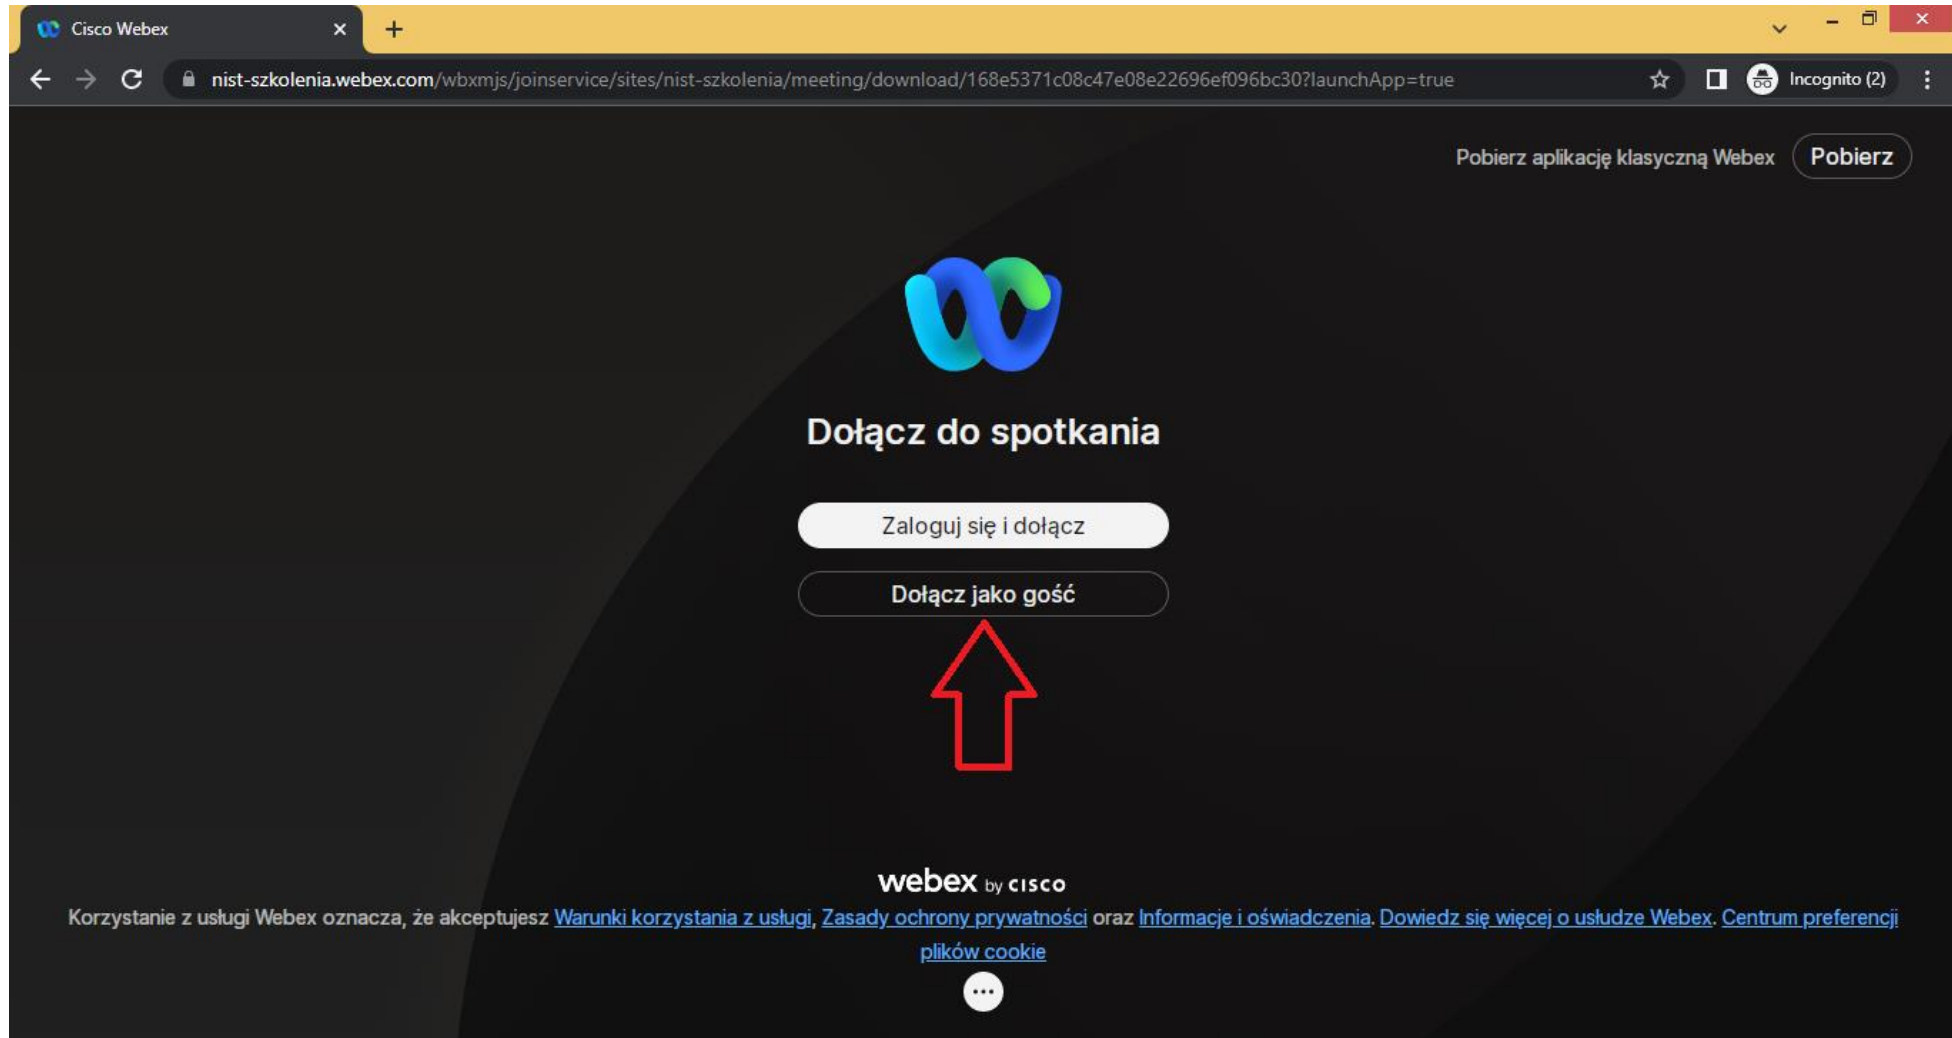 Cisco Webex
nist-szkolenia.webex.com/wbxmjs/joinservice/sites/nist-szkolenia/meeting/download/168e5371c08c47e08e22696ef096bc30?launchApp=true
Incognito (2)
Pobierz aplikację klasyczną Webex
Pobierz
Dołącz do spotkania
Zaloguj się i dołącz
Dołącz jako gość
webex by CISCO
Korzystanie z usługi Webex oznacza, że akceptujesz Warunki korzystania z usługi, Zasady ochrony prywatności oraz Informacje i oświadczenia. Dowiedz się więcej o usłudze Webex. Centrum preferencji
plików cookie